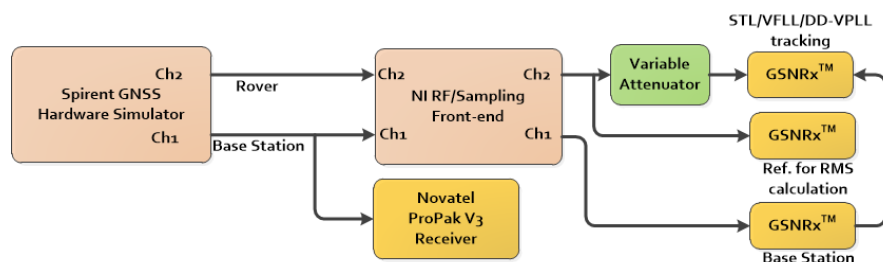 STL/VFLL/DD-VPLL
tracking
Spirent GNSS
Hardware Simulator
Ch2
Ch1
Rover
Base Station
NI RF/Sampling
Front-end
Ch2
Ch1
Ch2
Ch1
Variable
Attenuator
GSNRx™
GSNRx™
Ref. for RMS
calculation
Novatel
ProPak V3
Receiver
GSNRx™
Base Station